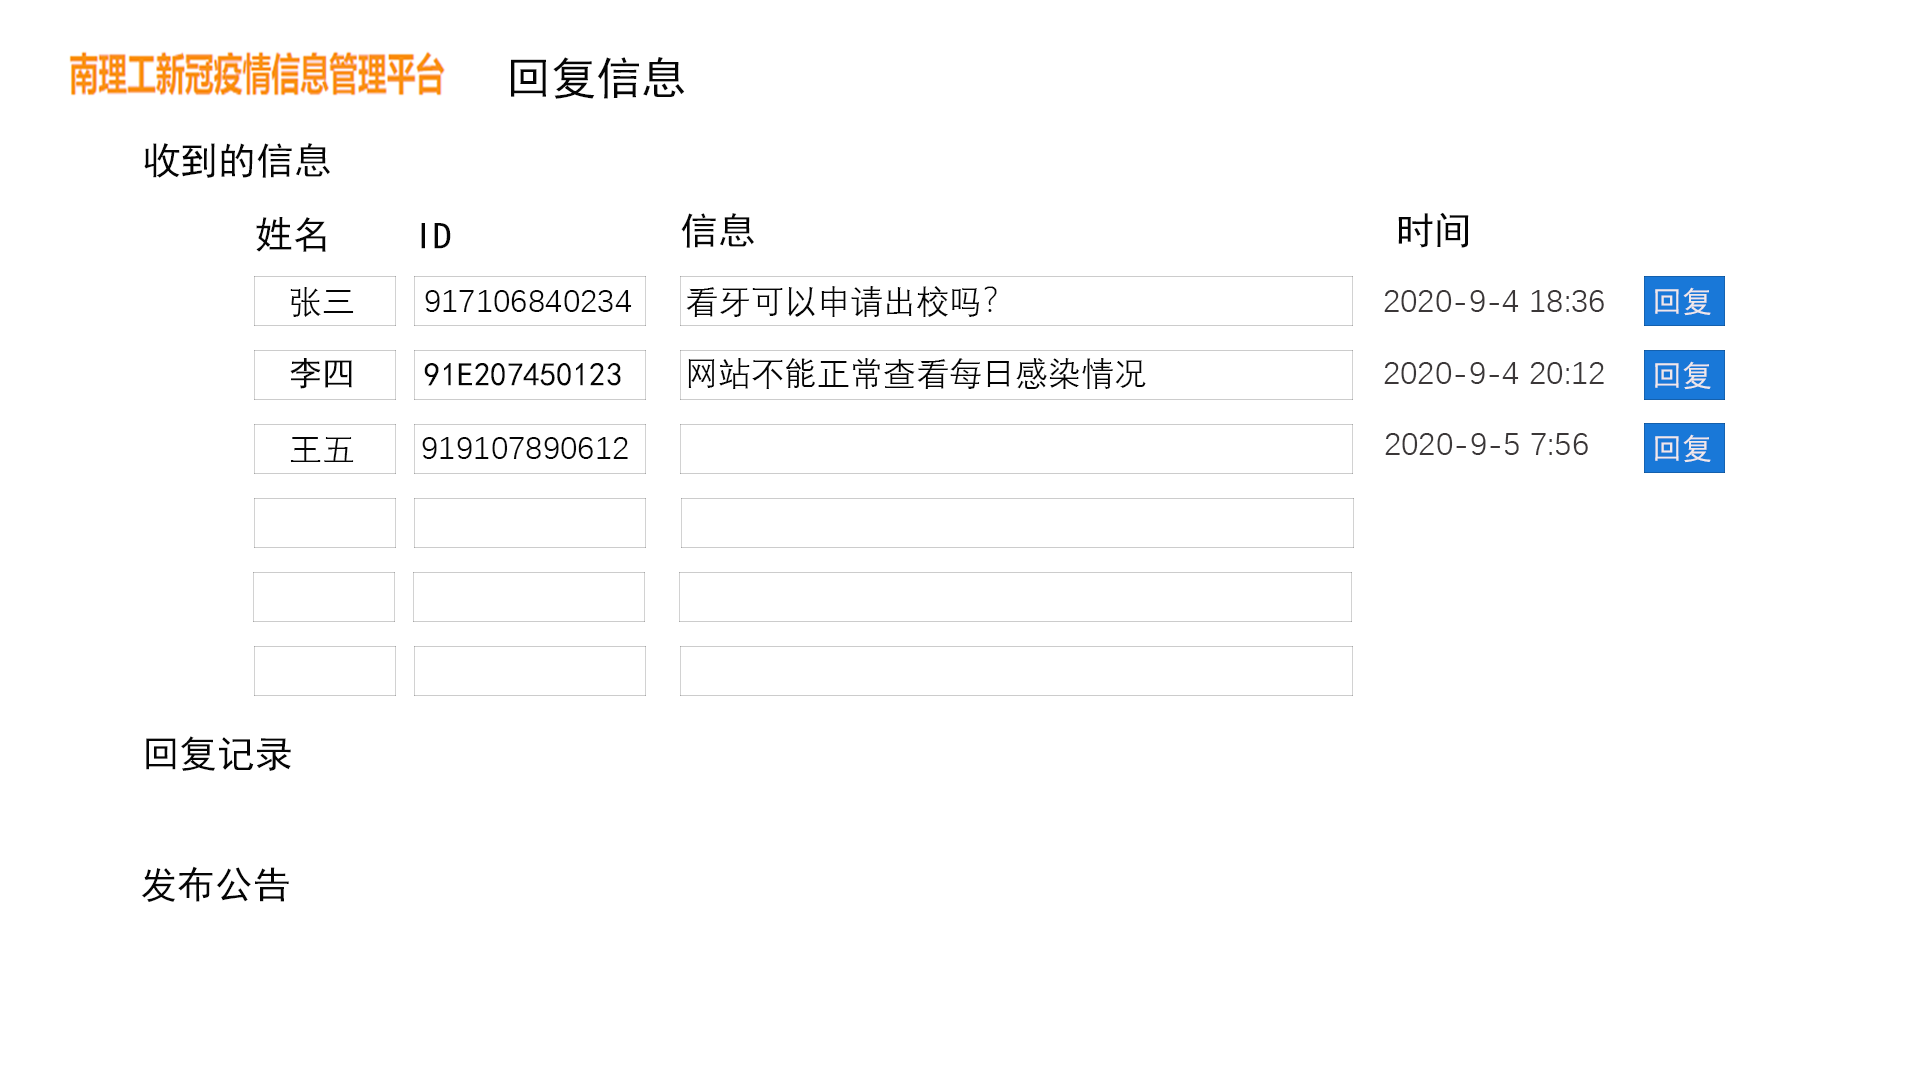 南理工新冠疫情信息管理平台 回复信息
收到的信息
姓名 ID 信息 时间
张三 917106840234 看牙可以申请出校吗？ 2020-9-4 18:36 回复
李四 91E207450123 网站不能正常查看每日感染情况 2020-9-4 20:12 回复
王五 919107890612 2020-9-5 7:56 回复
回复记录
发布公告